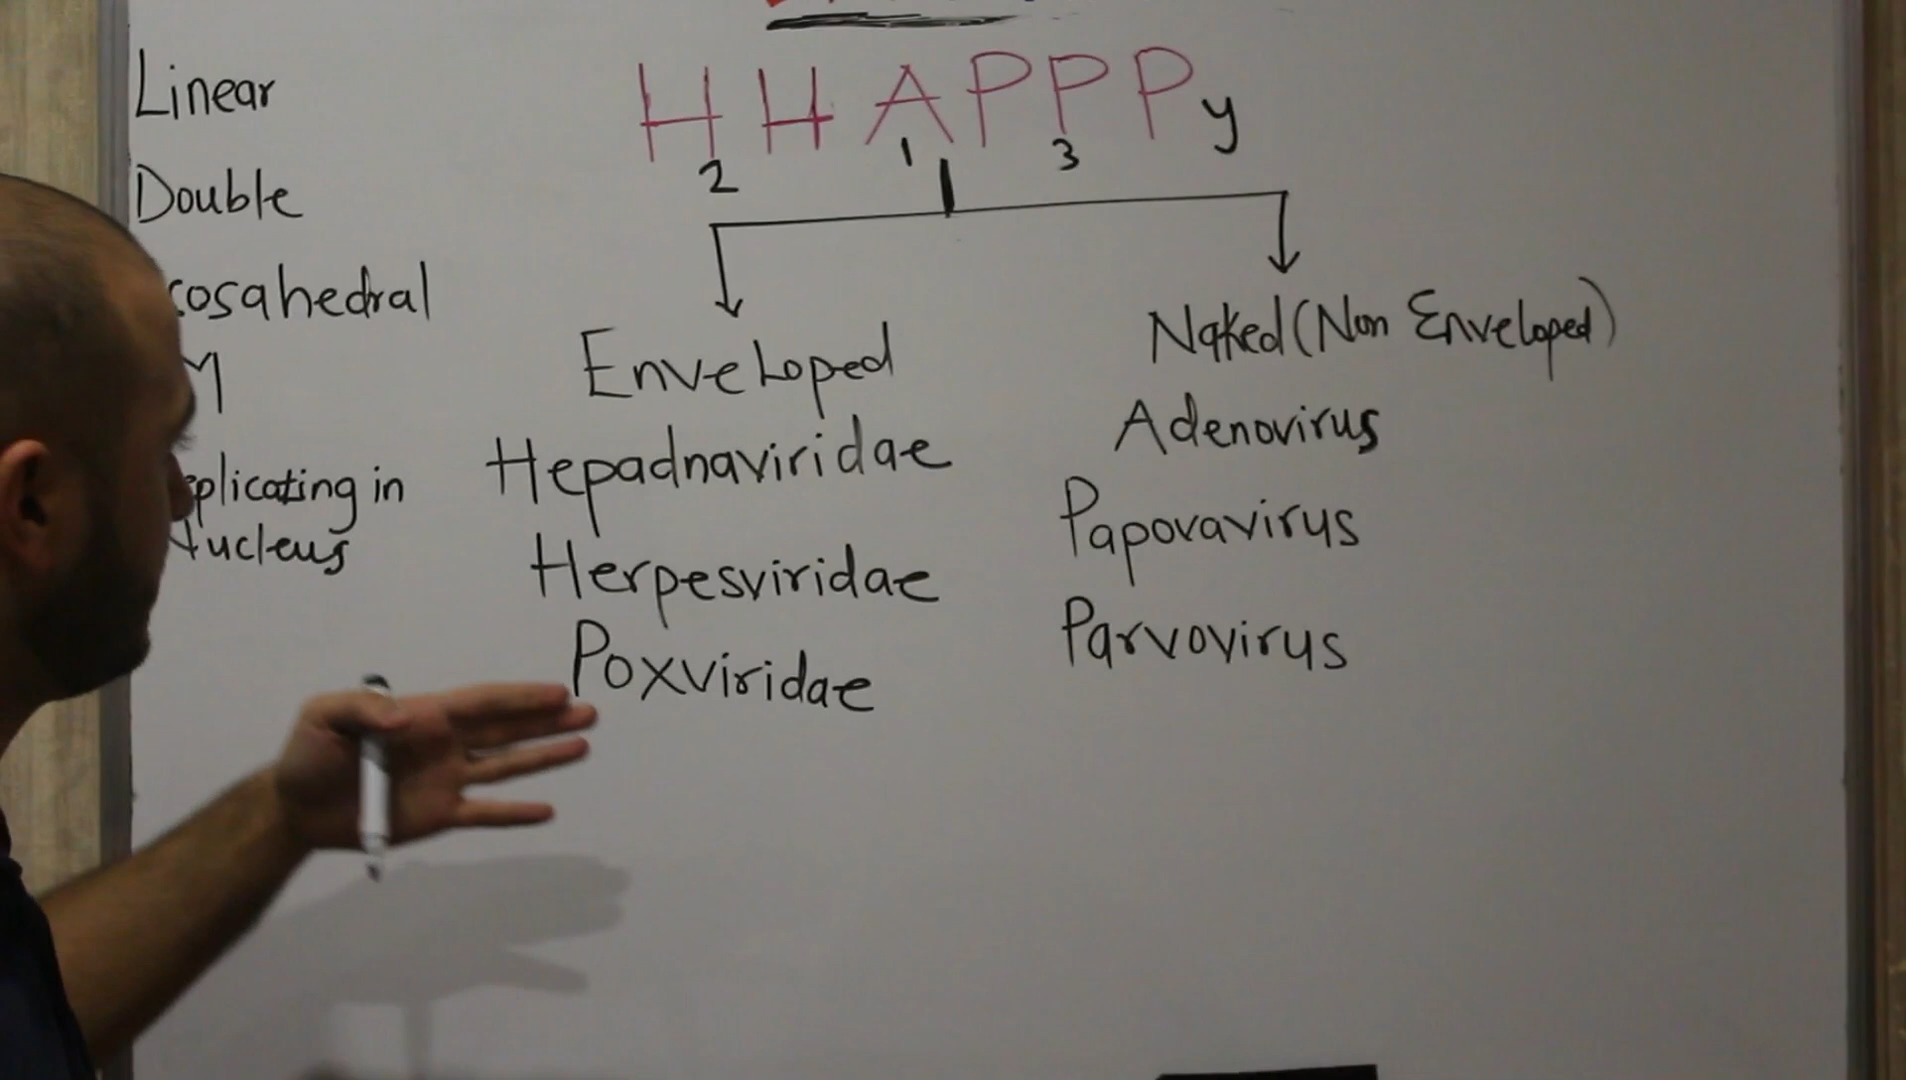 HHAPPPy
2 1 3
Linear
Double
cosahedral
plicating in
ucleus
Enveloped
Hepadnaviridae
Herpesviridae
Poxviridae
Naked (Non Enveloped)
Adenovirus
Papovavirus
Parvovirus